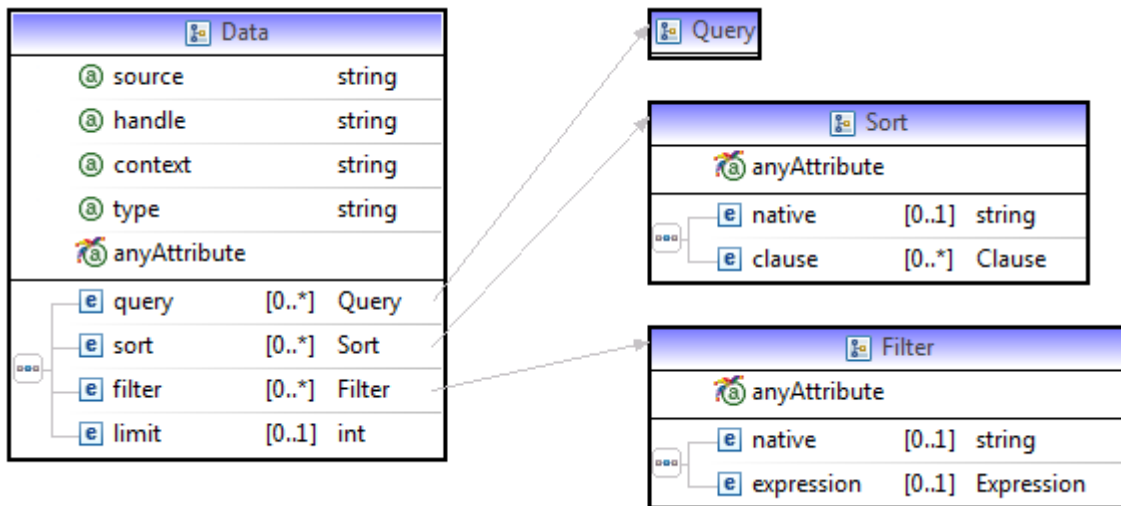 Data
source string
handle string
context string
type string
anyAttribute
query [0..*] Query
sort [0..*] Sort
filter [0..*] Filter
limit [0..1] int
Query
Sort
anyAttribute
native [0..1] string
clause [0..*] Clause
Filter
anyAttribute
native [0..1] string
expression [0..1] Expression